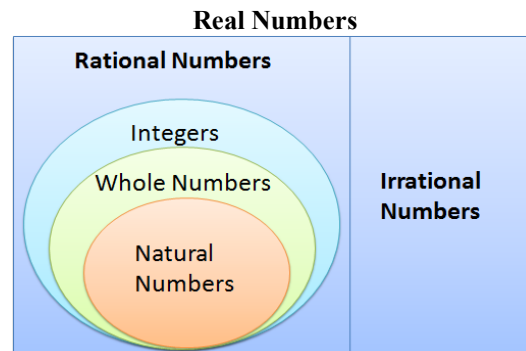 Real Numbers
Rational Numbers
Integers
Whole Numbers
Natural
Numbers
Irrational
Numbers